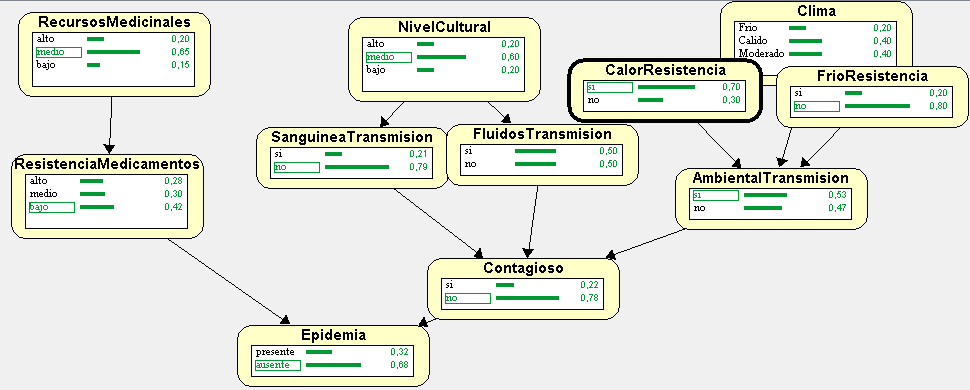 RecursosMedicinales
alto 0,20
medio 0,65
bajo 0,15
NivelCultural
alto 0,20
medio 0,60
bajo 0,20
Clima
Frio 0,20
Calido 0,40
Moderado 0,40
CalorResistencia
si 0,70
no 0,30
FrioResistencia
si 0,20
no 0,80
SanguineaTransmision
si 0,21
no 0,79
FluidosTransmision
si 0,50
no 0,50
ResistenciaMedicamentos
alto 0,28
medio 0,30
bajo 0,42
AmbientalTransmision
si 0,53
no 0,47
Contagioso
si 0,22
no 0,78
Epidemia
presente 0,32
ausente 0,68